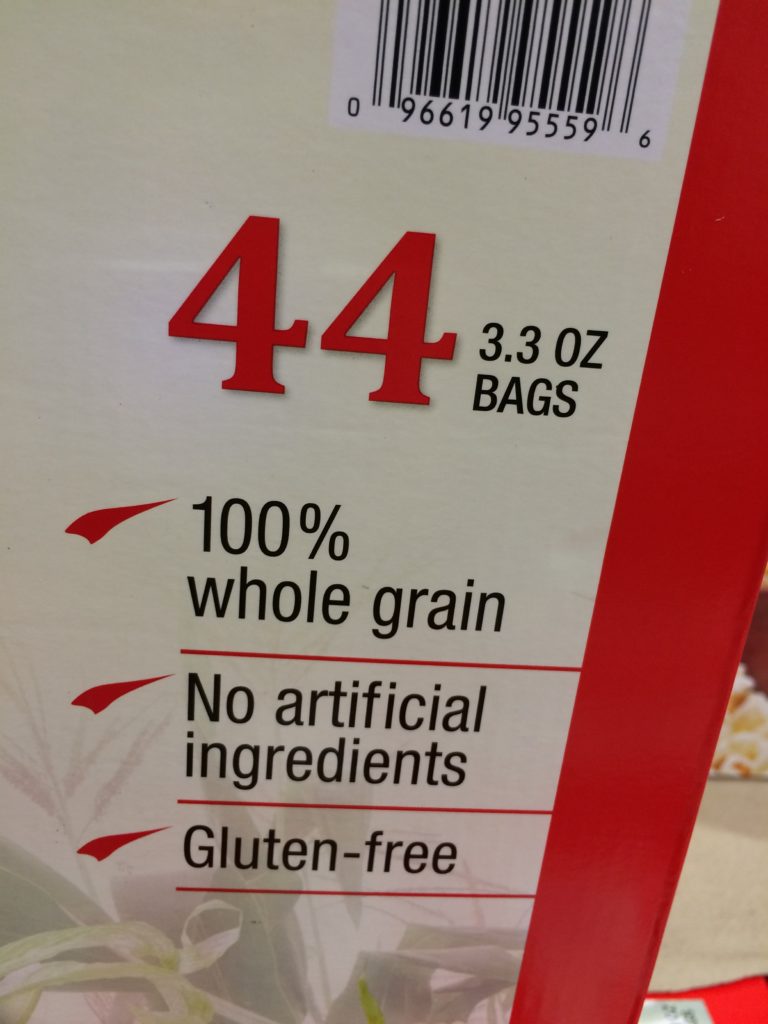 0 96619 95559 6
44 3.3 OZ
BAGS
100%
whole grain
No artificial
ingredients
Gluten-free